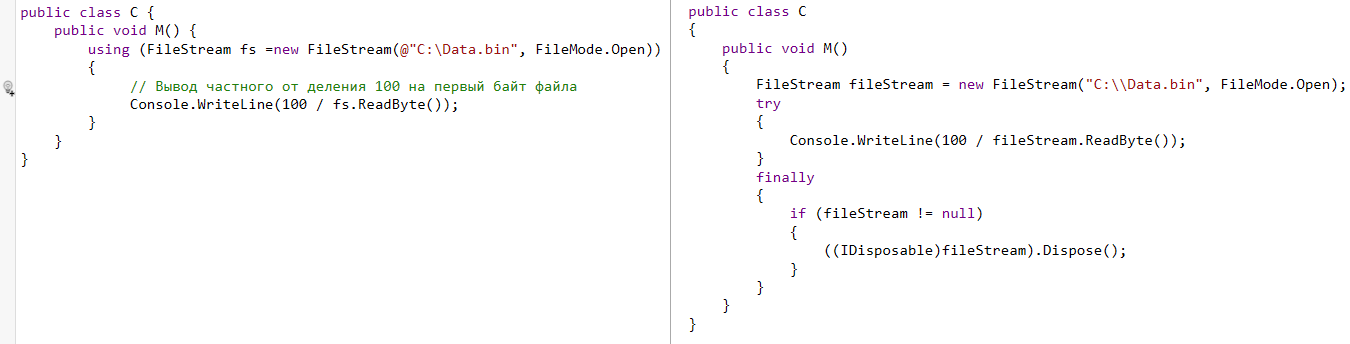 public class C {
    public void M() {
        using (FileStream fs =new FileStream(@"C:\Data.bin", FileMode.Open))
        {
             // Вывод частного от деления 100 на первый байт файла
             Console.WriteLine(100 / fs.ReadByte());
        }
    }
}
public class C
{
    public void M()
    {
        FileStream fileStream = new FileStream("C:\\Data.bin", FileMode.Open);
        try
        {
            Console.WriteLine(100 / fileStream.ReadByte());
        }
        finally
        {
            if (fileStream != null)
            {
                ((IDisposable)fileStream).Dispose();
            }
        }
    }
}